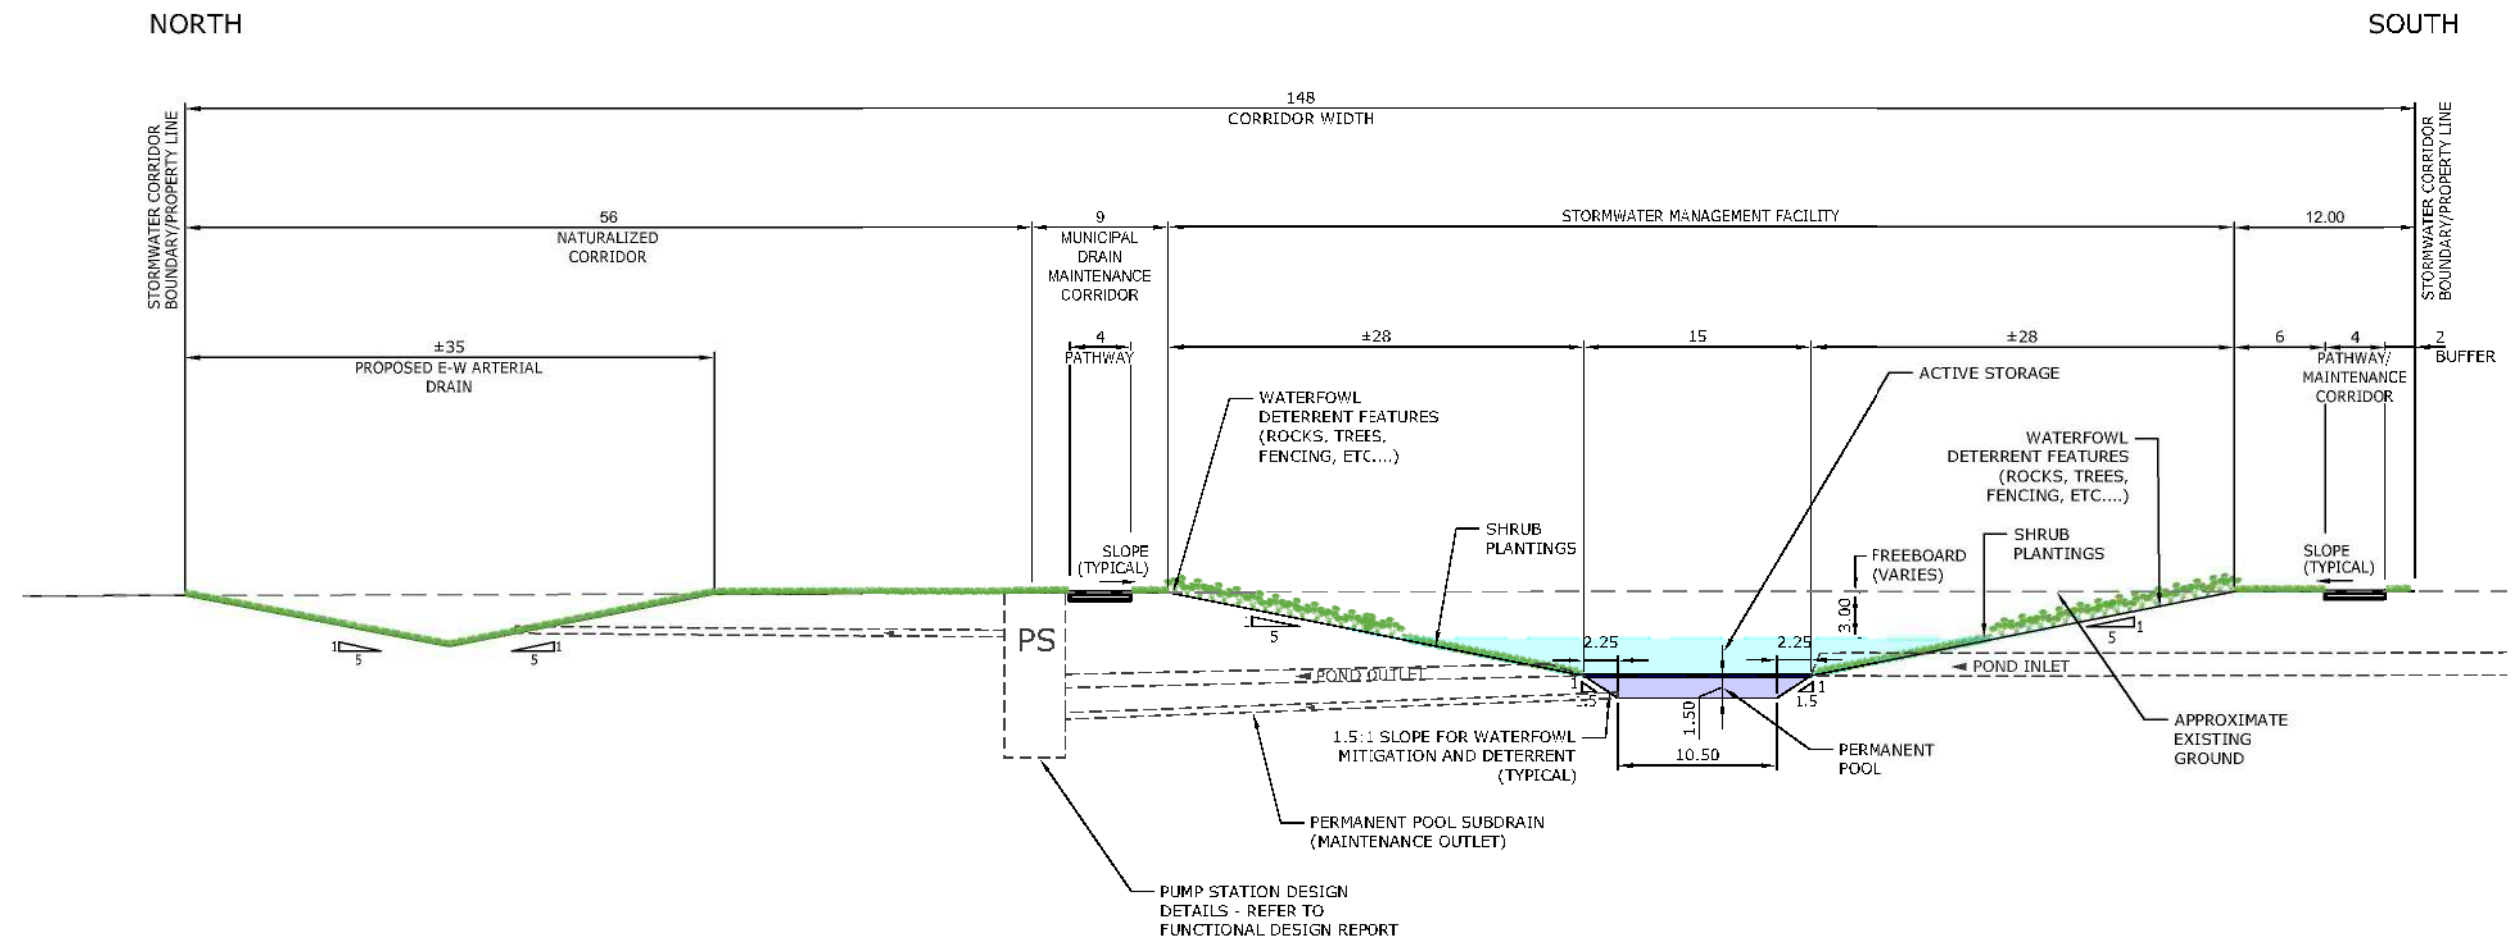 NORTH
SOUTH
148
CORRIDOR WIDTH
STORMWATER CORRIDOR
BOUNDARY/PROPERTY LINE
STORMWATER CORRIDOR
BOUNDARY/PROPERTY LINE
56
NATURALIZED
CORRIDOR
9
MUNICIPAL
DRAIN
MAINTENANCE
CORRIDOR
STORMWATER MANAGEMENT FACILITY
12.00
±35
PROPOSED E-W ARTERIAL
DRAIN
4
PATHWAY
±28
15
±28
6
4
PATHWAY/
MAINTENANCE
CORRIDOR
2
BUFFER
ACTIVE STORAGE
WATERFOWL
DETERRENT FEATURES
(ROCKS, TREES,
FENCING, ETC....)
WATERFOWL
DETERRENT FEATURES
(ROCKS, TREES,
FENCING, ETC....)
SHRUB
PLANTINGS
SHRUB
PLANTINGS
SLOPE
(TYPICAL)
FREEBOARD
(VARIES)
SLOPE
(TYPICAL)
3.00
1
5
5
1
PS
1
5
2.25
2.25
5
1
POND OUTLET
POND INLET
1
1.5
1
1.5
1.50
10.50
1.5:1 SLOPE FOR WATERFOWL
MITIGATION AND DETERRENT
(TYPICAL)
PERMANENT
POOL
APPROXIMATE
EXISTING
GROUND
PERMANENT POOL SUBDRAIN
(MAINTENANCE OUTLET)
PUMP STATION DESIGN
DETAILS - REFER TO
FUNCTIONAL DESIGN REPORT